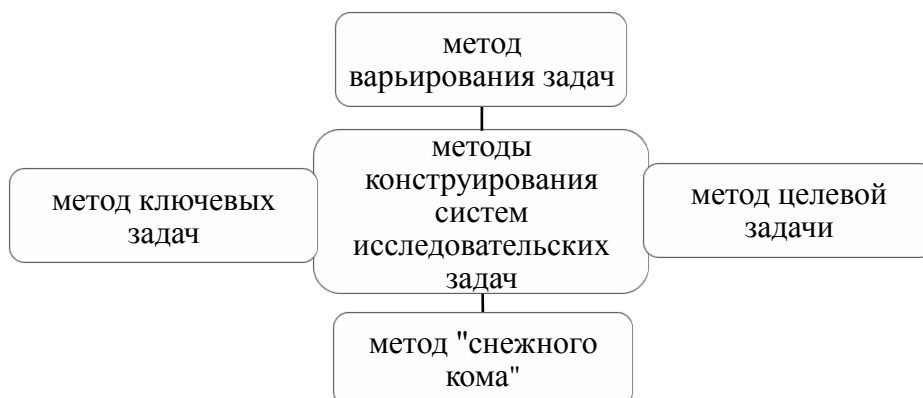 метод
варьирования задач
методы
конструирования
систем
исследовательских
задач
метод ключевых
задач
метод целевой
задачи
метод "снежного
кома"